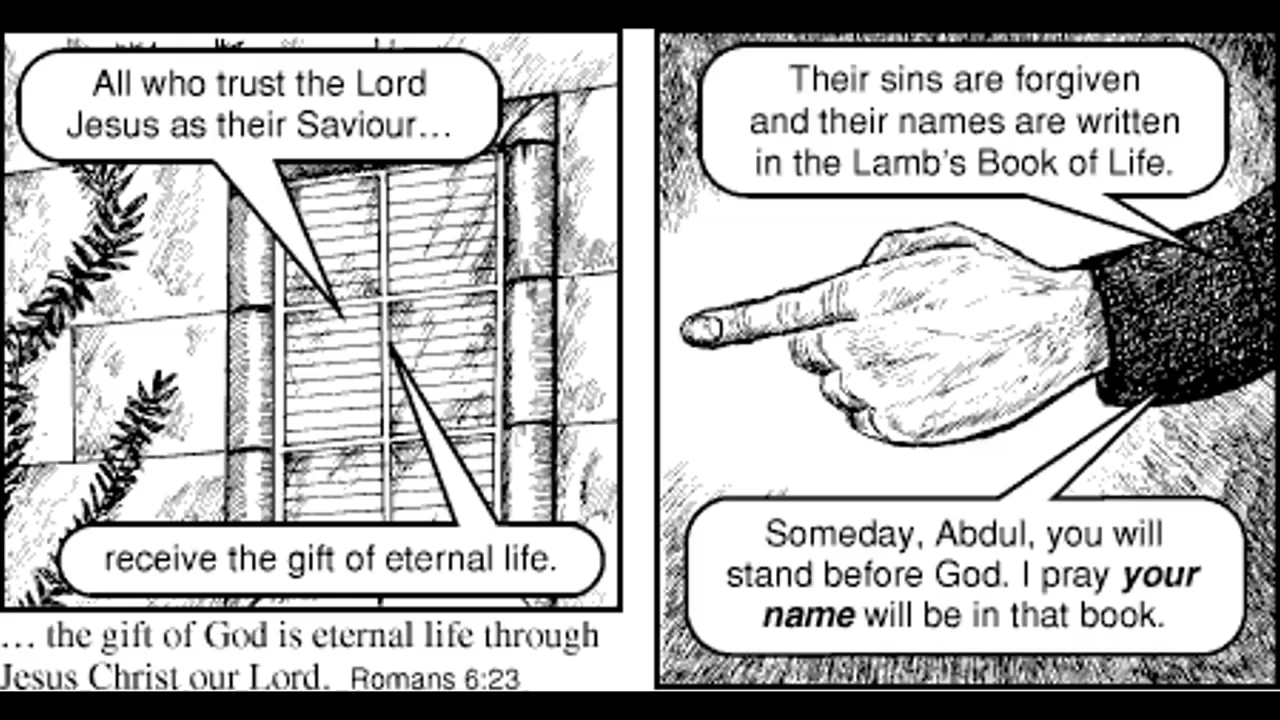 All who trust the Lord
Jesus as their Saviour...
receive the gift of eternal life.
... the gift of God is eternal life through
Jesus Christ our Lord. Romans 6:23
Their sins are forgiven
and their names are written
in the Lamb's Book of Life.
Someday, Abdul, you will
stand before God. I pray your
name will be in that book.